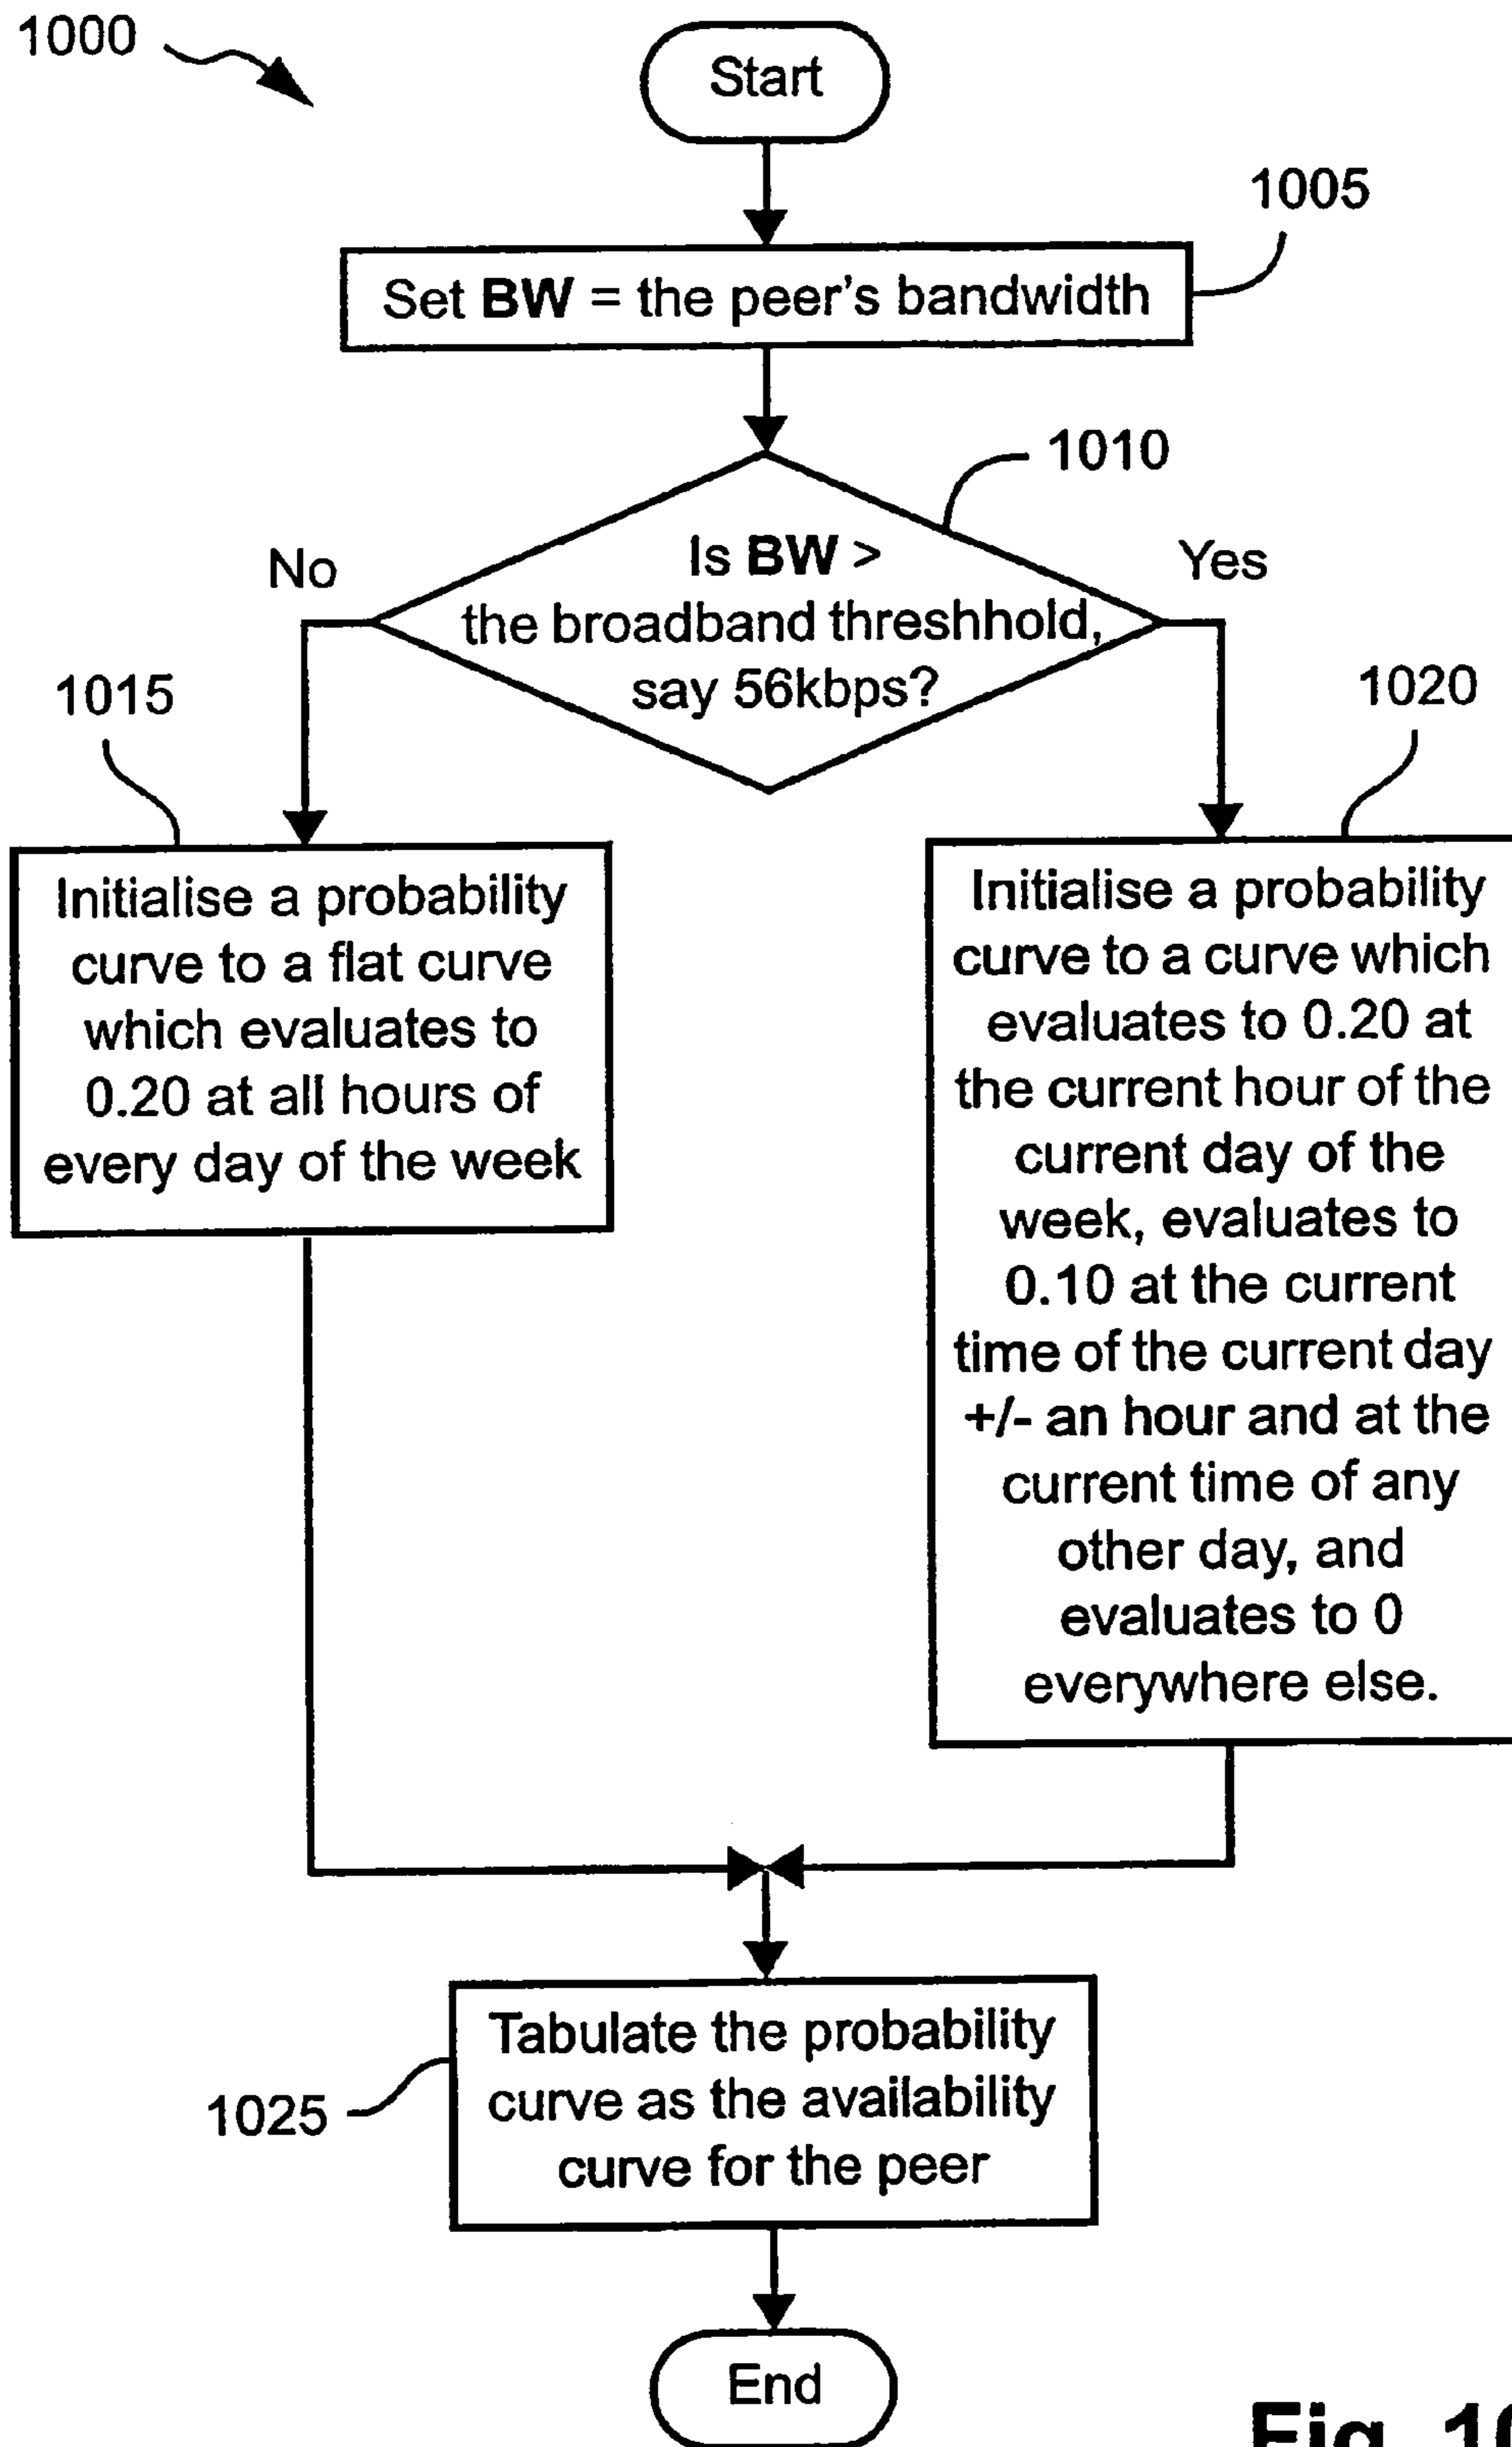 1000
Start
1005
Set BW = the peer's bandwidth
1010
No
Is BW >
the broadband threshhold,
say 56kbps?
Yes
1015
1020
Initialise a probability
curve to a flat curve
which evaluates to
0.20 at all hours of
every day of the week
Initialise a probability
curve to a curve which
evaluates to 0.20 at
the current hour of the
current day of the
week, evaluates to
0.10 at the current
time of the current day
+/- an hour and at the
current time of any
other day, and
evaluates to 0
everywhere else.
Tabulate the probability
curve as the availability
curve for the peer
1025
End
Fig. 10